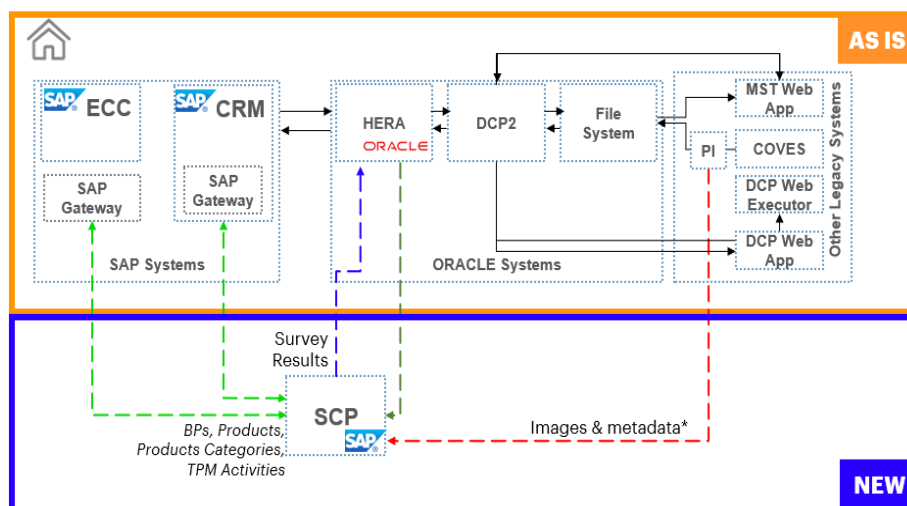 AS IS
SAP ECC
SAP CRM
SAP
Gateway
SAP
Gateway
SAP Systems
HERA
ORACLE
DCP2
File
System
ORACLE Systems
MST Web
App
PI
COVES
DCP Web
Executor
DCP Web
App
Other Legacy Systems
Survey
Results
SCP
SAP
BPs, Products,
Products Categories,
TPM Activities
Images & metadata*
NEW